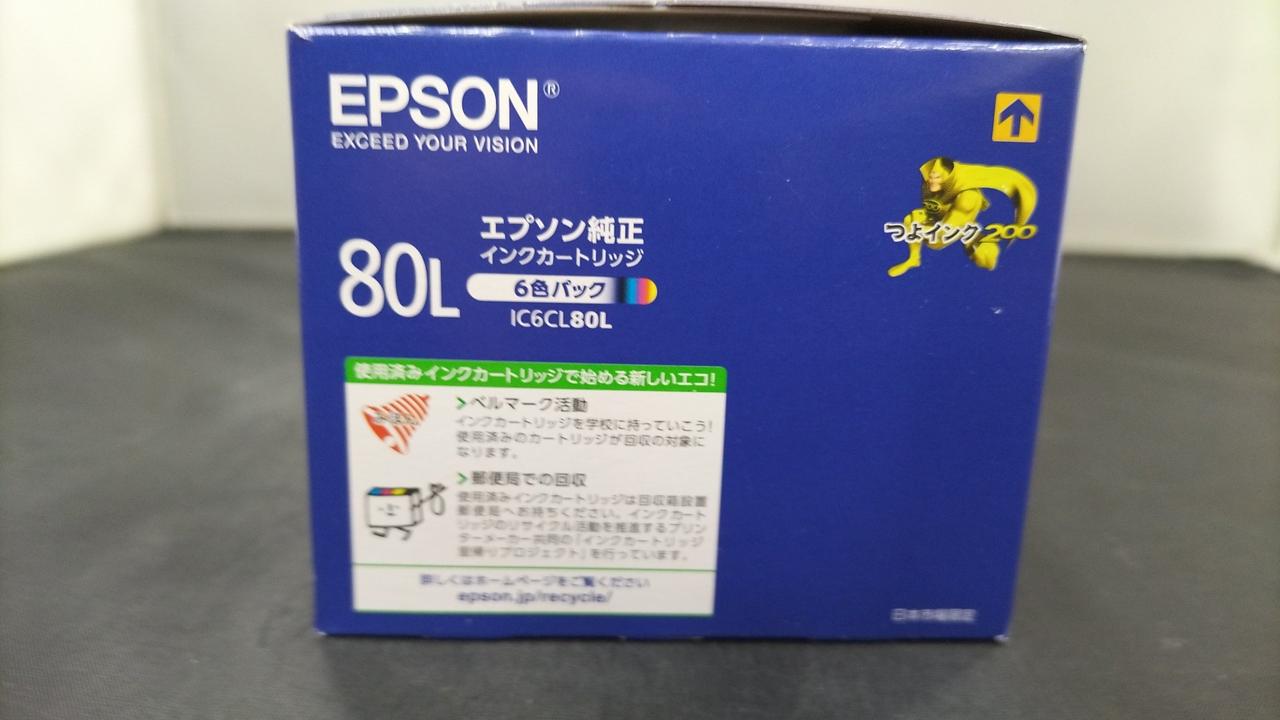 EPSON®
EXCEED YOUR VISION
つよインク200
80L
エプソン純正
インクカートリッジ
6色パック
IC6CL80L
使用済みインクカートリッジで始める新しいエコ!
ベルマーク活動
インクカートリッジを学校に持っていこう!
使用済みのカートリッジが回収の対象に
なります。
郵便局での回収
使用済みインクカートリッジは回収箱設置
郵便局へお持ちください。インクカート
リッジのリサイクル活動を推進するプリン
ターメーカー共同の「インクカートリッジ
里帰りプロジェクト」を行っています。
詳しくはホームページをご覧ください
epson.jp/recycle/
日本市場限定